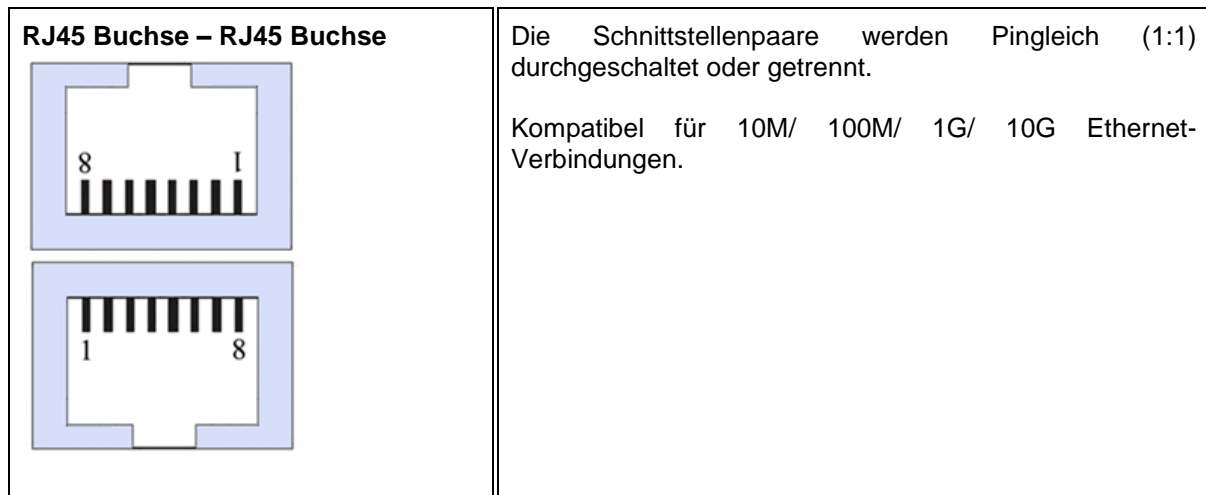 RJ45 Buchse – RJ45 Buchse
8 1
1 8
Die Schnittstellenpaare werden Pingleich (1:1)
durchgeschaltet oder getrennt.
Kompatibel für 10M/ 100M/ 1G/ 10G Ethernet-
Verbindungen.